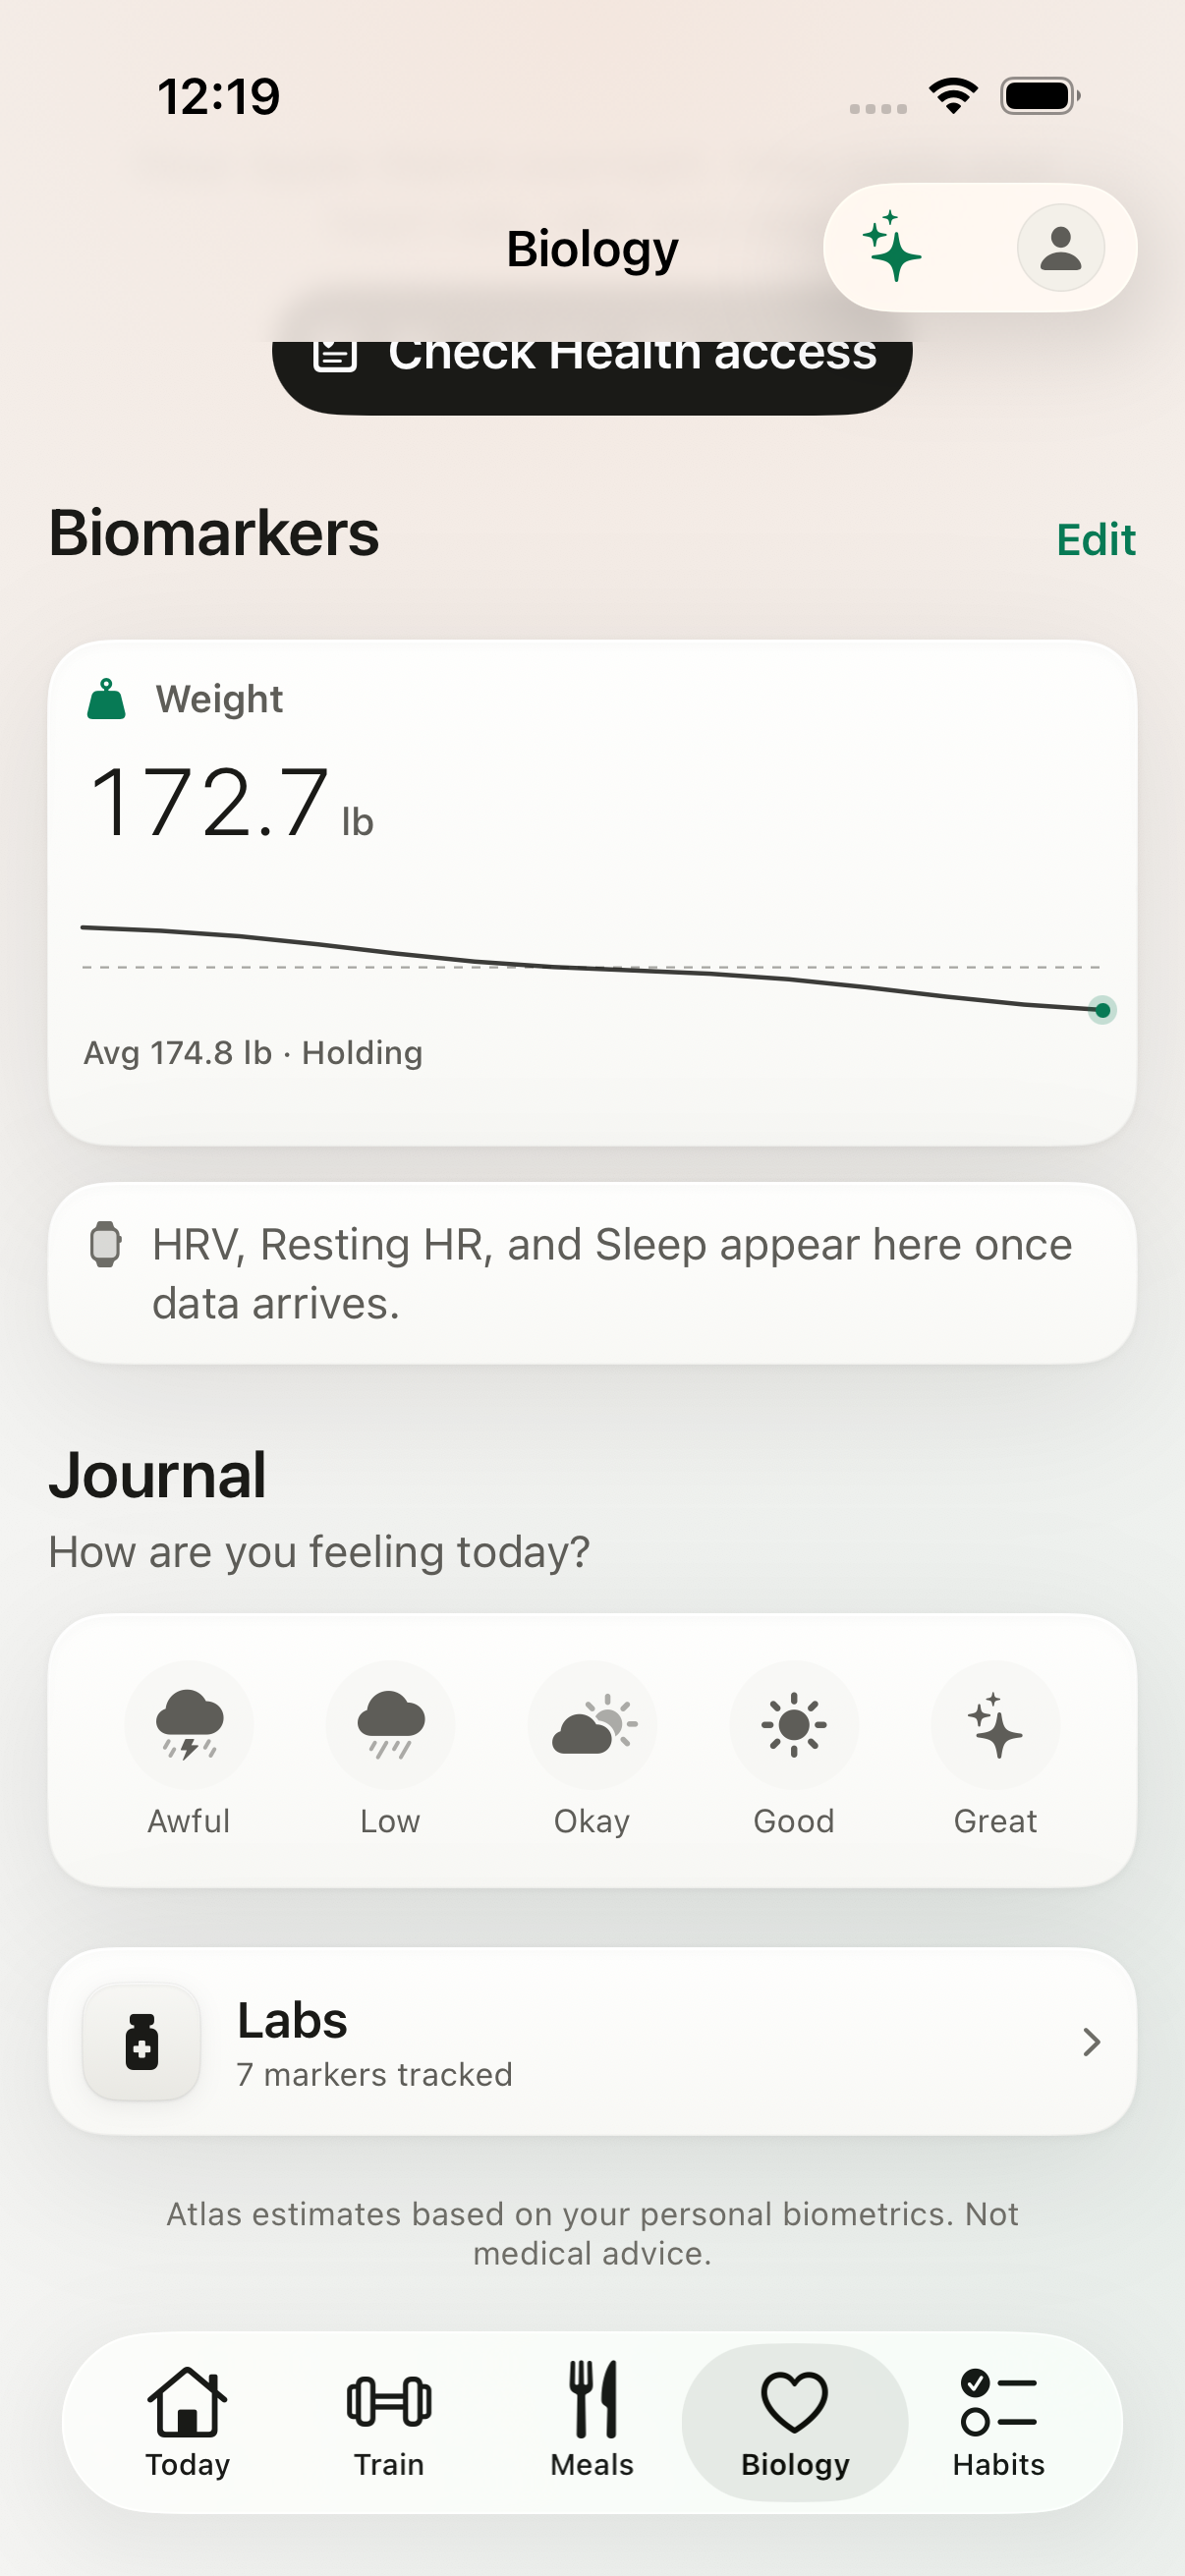 12:19
Biology
Check Health access
Biomarkers
Edit
Weight
172.7 lb
Avg 174.8 lb · Holding
HRV, Resting HR, and Sleep appear here once
data arrives.
Journal
How are you feeling today?
Awful Low Okay Good Great
Labs
7 markers tracked
Atlas estimates based on your personal biometrics. Not
medical advice.
Today Train Meals Biology Habits